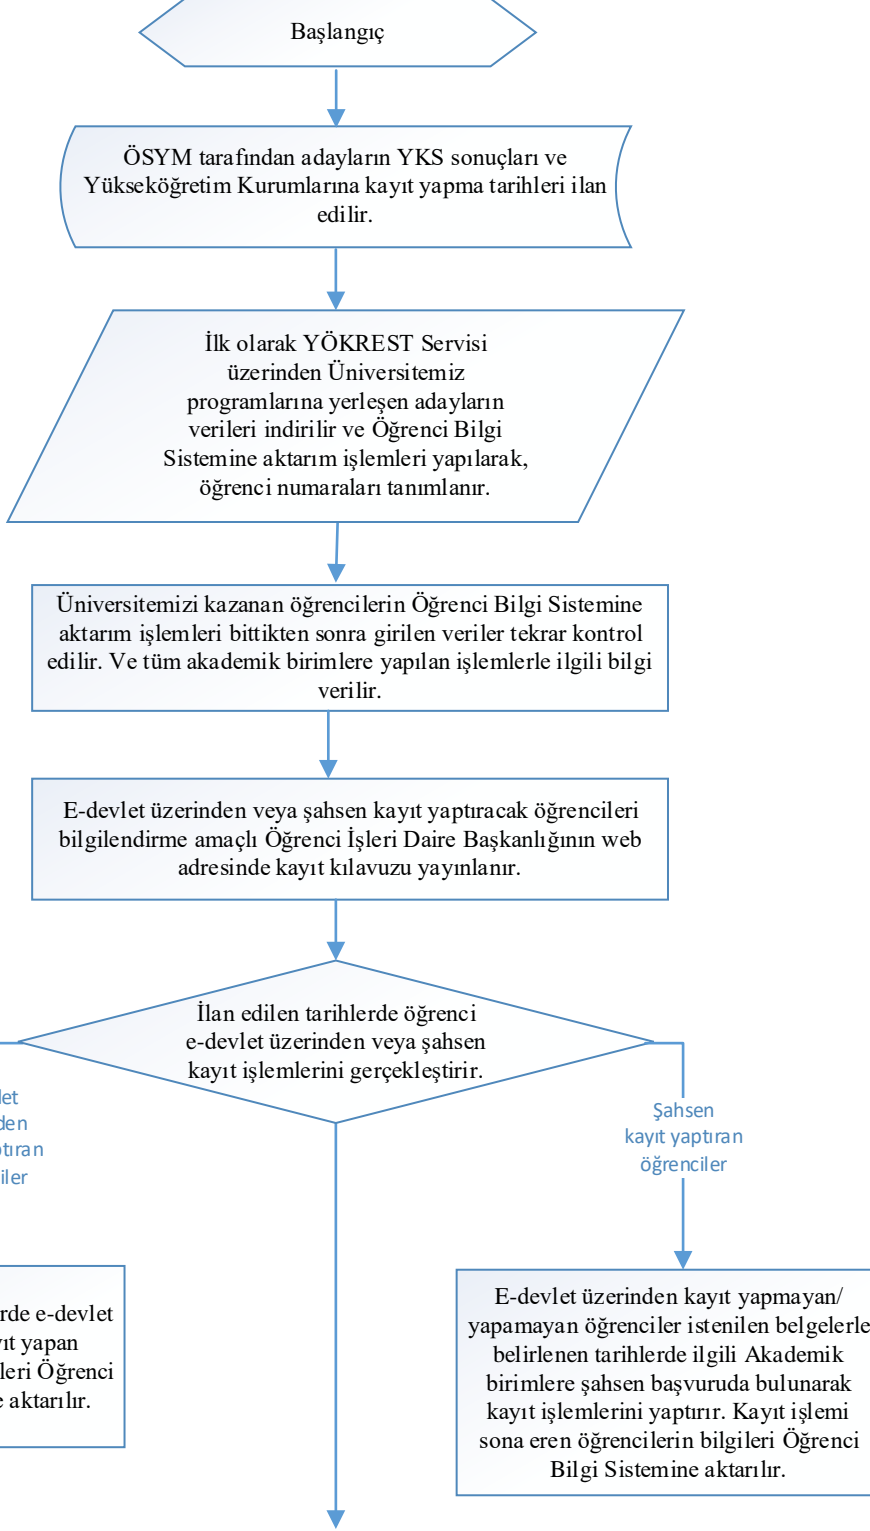 Başlangıç
ÖSYM tarafından adayların YKS sonuçları ve
Yükseköğretim Kurumlarına kayıt yapma tarihleri ilan
edilir.
İlk olarak YÖKREST Servisi
üzerinden Üniversitemiz
programlarına yerleşen adayların
verileri indirilir ve Öğrenci Bilgi
Sistemine aktarım işlemleri yapılarak,
öğrenci numaraları tanımlanır.
Üniversitemizi kazanan öğrencilerin Öğrenci Bilgi Sistemine
aktarım işlemleri bittikten sonra girilen veriler tekrar kontrol
edilir. Ve tüm akademik birimlere yapılan işlemlerle ilgili bilgi
verilir.
E-devlet üzerinden veya şahsen kayıt yaptıracak öğrencileri
bilgilendirme amaçlı Öğrenci İşleri Daire Başkanlığının web
adresinde kayıt kılavuzu yayınlanır.
İlan edilen tarihlerde öğrenci
e-devlet üzerinden veya şahsen
kayıt işlemlerini gerçekleştirir.
Şahsen
kayıt yaptıran
öğrenciler
e-devlet
yapan
Öğrenci
aktarılır.
E-devlet üzerinden kayıt yapmayan/
yapamayan öğrenciler istenilen belgelerle
belirlenen tarihlerde ilgili Akademik
birimlere şahsen başvuruda bulunarak
kayıt işlemlerini yaptırır. Kayıt işlemi
sona eren öğrencilerin bilgileri Öğrenci
Bilgi Sistemine aktarılır.